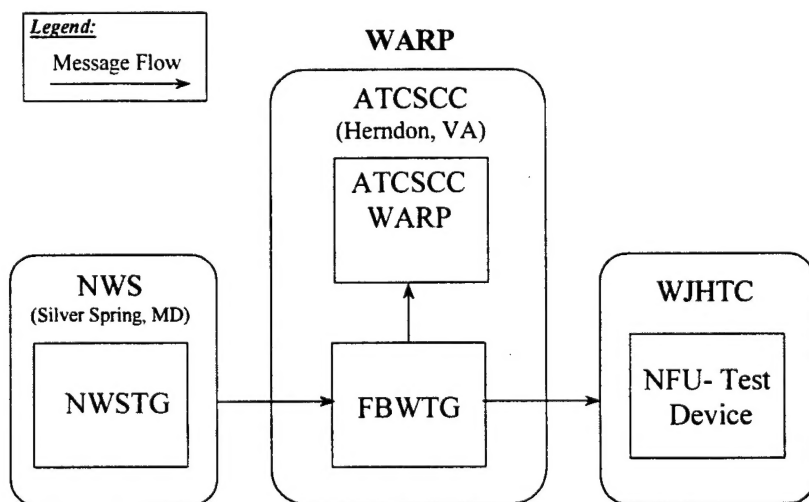 Legend:
Message Flow
WARP
ATCSCC
(Herndon, VA)
ATCSCC
WARP
NWS
(Silver Spring, MD)
NWSTG
FBWTG
WJHTC
NFU- Test
Device